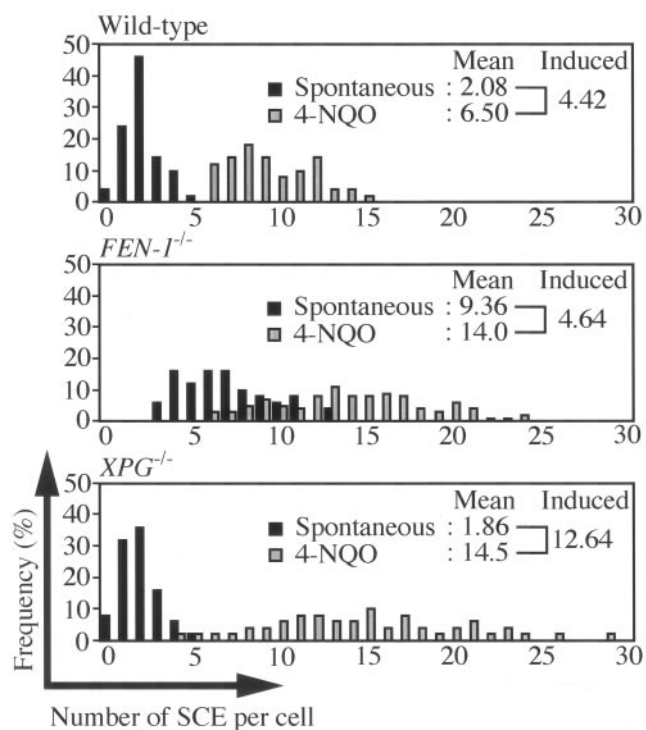 Wild-type
50
40
30
20
10
0
Mean Induced
Spontaneous : 2.08
4-NQO : 6.50
4.42
0 5 10 15 20 25 30
FEN-1-/-
50
40
30
20
10
0
Mean Induced
Spontaneous : 9.36
4-NQO : 14.0
4.64
0 5 10 15 20 25 30
XPG-/-
50
40
30
20
10
0
Mean Induced
Spontaneous : 1.86
4-NQO : 14.5
12.64
0 5 10 15 20 25 30
Frequency (%)
Number of SCE per cell